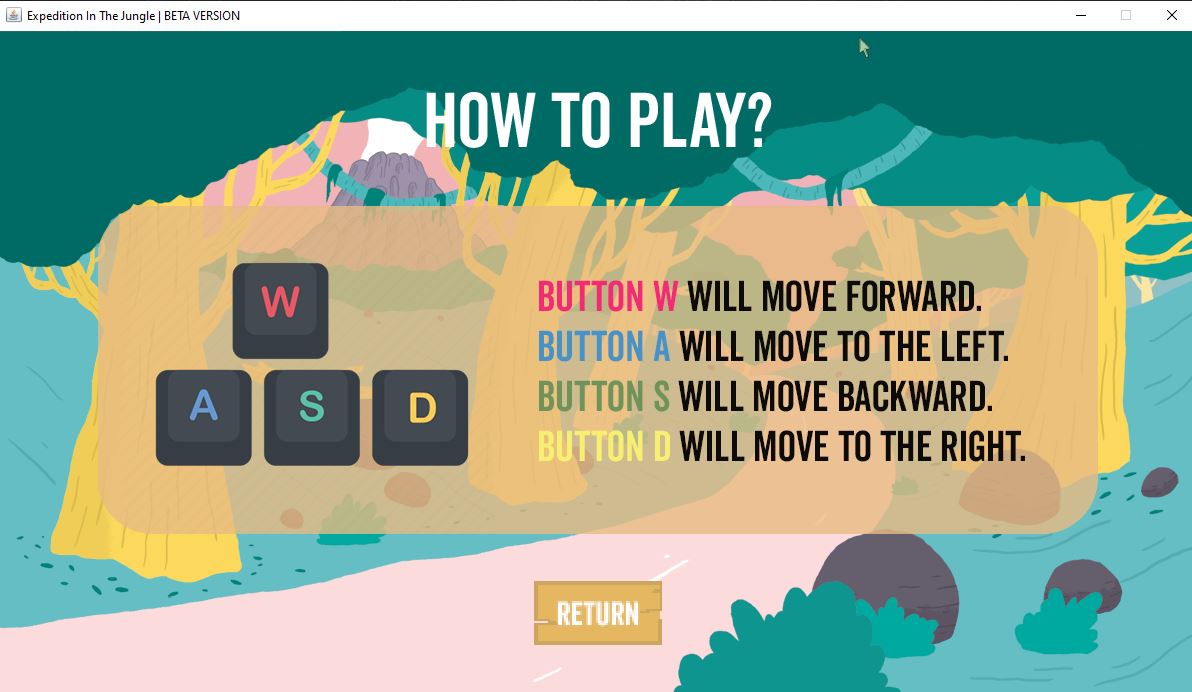 Expedition In The Jungle | BETA VERSION
HOW TO PLAY?
W
A S D
BUTTON W WILL MOVE FORWARD.
BUTTON A WILL MOVE TO THE LEFT.
BUTTON S WILL MOVE BACKWARD.
BUTTON D WILL MOVE TO THE RIGHT.
RETURN